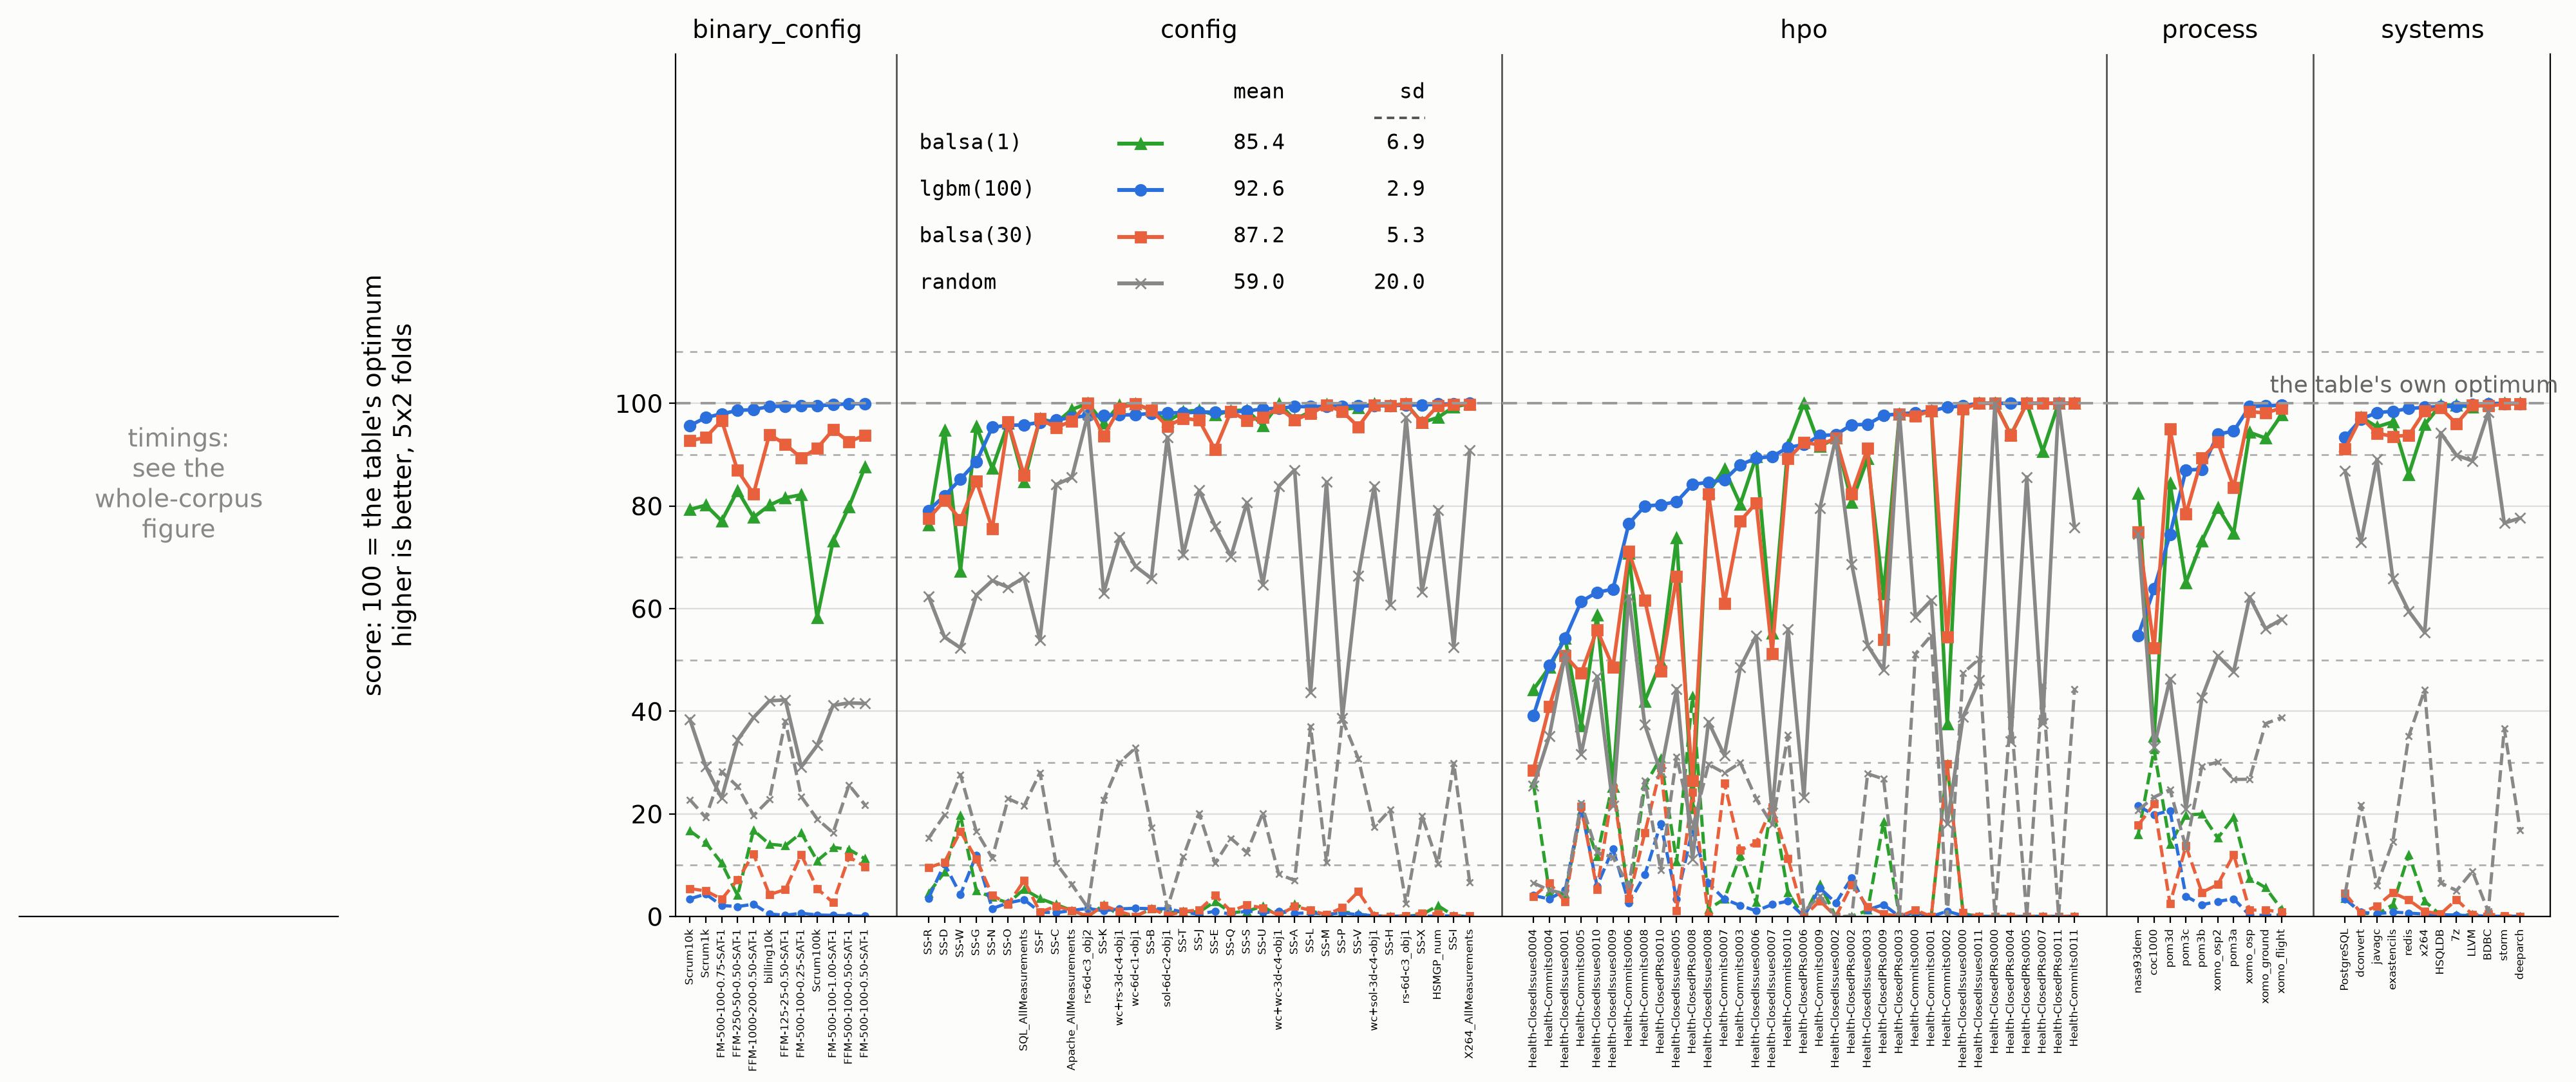 binary_config
config
hpo
process
systems
mean sd
balsa(1) 85.4 6.9
lgbm(100) 92.6 2.9
balsa(30) 87.2 5.3
random 59.0 20.0
the table's own optimum
timings:
see the
whole-corpus
figure
score: 100 = the table's optimum
higher is better, 5x2 folds
100
80
60
40
20
0
Scrum10k
Scrum1k
FM-500-100-0.75-SAT-1
FFM-250-50-0.50-SAT-1
FFM-1000-200-0.50-SAT-1
billing10k
FFM-125-25-0.50-SAT-1
FM-500-100-0.25-SAT-1
Scrum100k
FM-500-100-1.00-SAT-1
FFM-500-100-0.50-SAT-1
FM-500-100-0.50-SAT-1
SS-R
SS-D
SS-W
SS-G
SS-N
SS-O
SQL_AllMeasurements
SS-F
SS-C
Apache_AllMeasurements
rs-6d-c3_obj2
SS-K
wc+rs-3d-c4-obj1
wc-6d-c1-obj1
SS-B
sol-6d-c2-obj1
SS-T
SS-J
SS-E
SS-Q
SS-S
SS-U
wc+wc-3d-c4-obj1
SS-A
SS-L
SS-M
SS-P
SS-V
wc+sol-3d-c4-obj1
SS-H
rs-6d-c3_obj1
SS-X
HSMGP_num
SS-I
X264_AllMeasurements
Health-ClosedIssues0004
Health-Commits0004
Health-ClosedIssues0001
Health-Commits0005
Health-ClosedIssues0010
Health-ClosedIssues0009
Health-Commits0006
Health-Commits0008
Health-ClosedPRs0010
Health-ClosedIssues0005
Health-ClosedPRs0008
Health-ClosedIssues0008
Health-Commits0007
Health-Commits0003
Health-ClosedIssues0006
Health-ClosedIssues0007
Health-Commits0010
Health-ClosedPRs0006
Health-Commits0009
Health-ClosedIssues0002
Health-ClosedPRs0002
Health-ClosedIssues0003
Health-ClosedPRs0009
Health-ClosedPRs0003
Health-Commits0000
Health-Commits0001
Health-Commits0002
Health-ClosedIssues0000
Health-ClosedIssues0011
Health-ClosedPRs0000
Health-ClosedPRs0004
Health-ClosedPRs0005
Health-ClosedPRs0007
Health-ClosedPRs0011
Health-Commits0011
nasa93dem
coc1000
pom3d
pom3c
pom3b
xomo_osp2
pom3a
xomo_osp
xomo_ground
xomo_flight
PostgreSQL
dconvert
javagc
exastencils
redis
x264
HSQLDB
7z
LLVM
BDBC
storm
deeparch